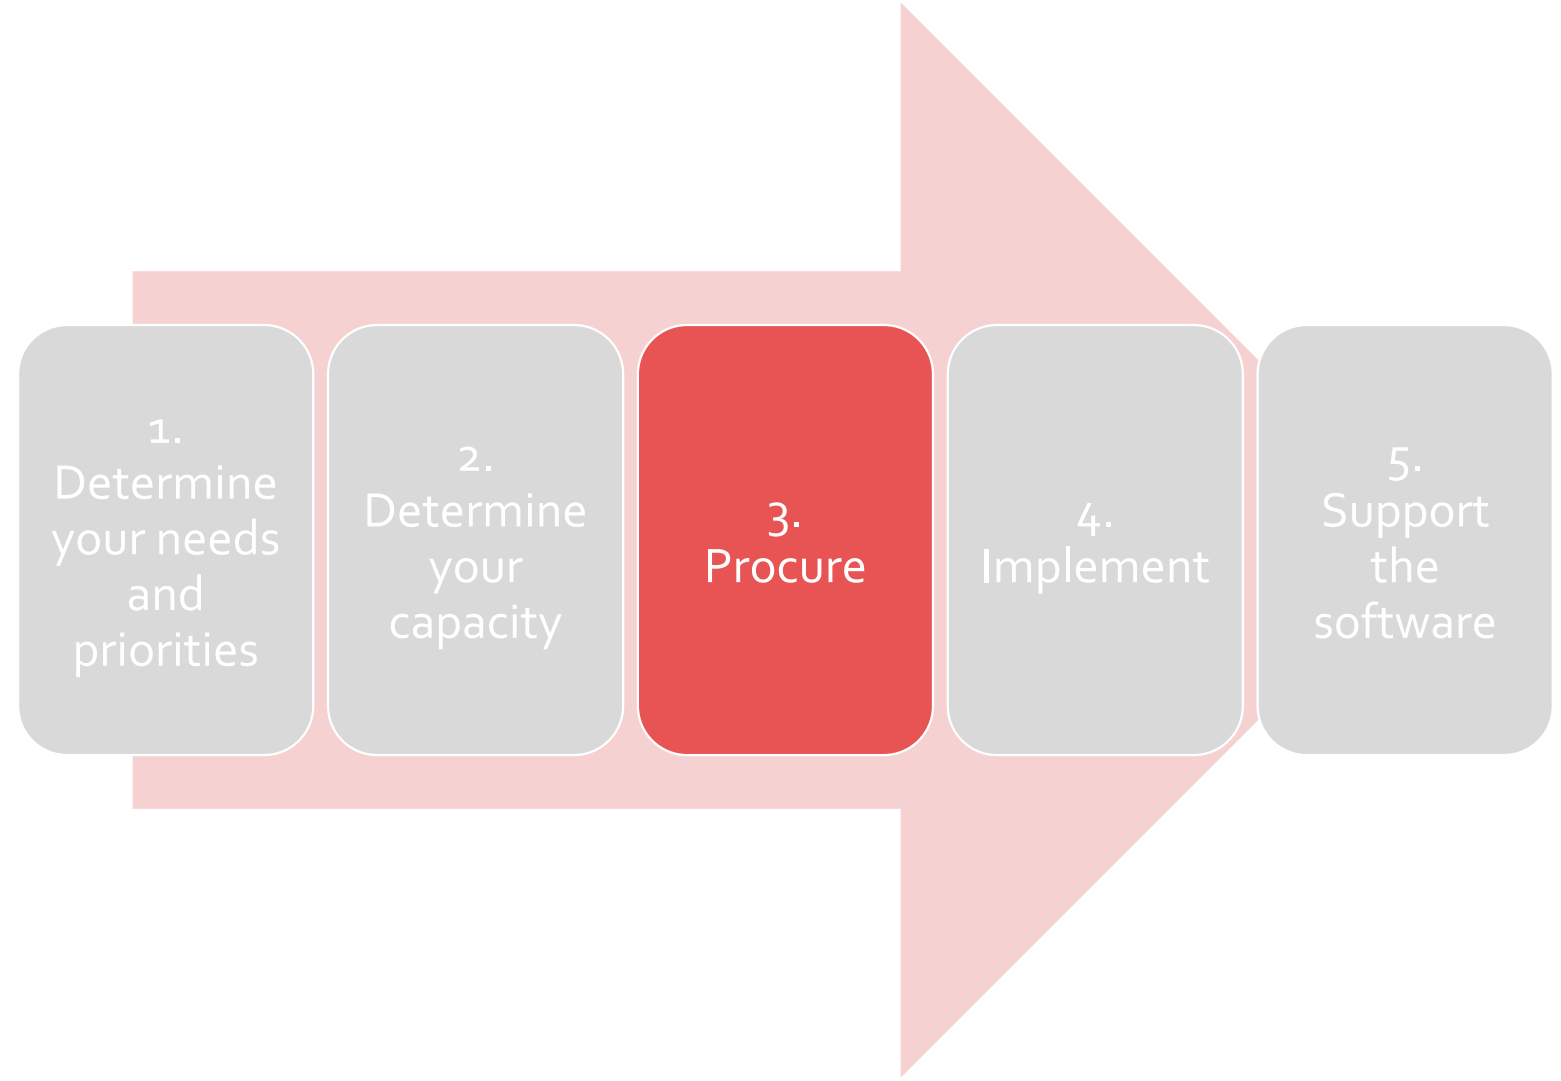 1.
Determine
your needs
and
priorities
2.
Determine
your
capacity
3.
Procure
4.
Implement
5.
Support
the
software